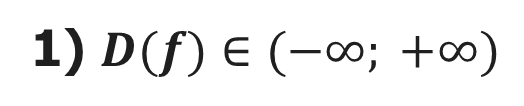 1) D(f) ∈ (−∞; +∞)